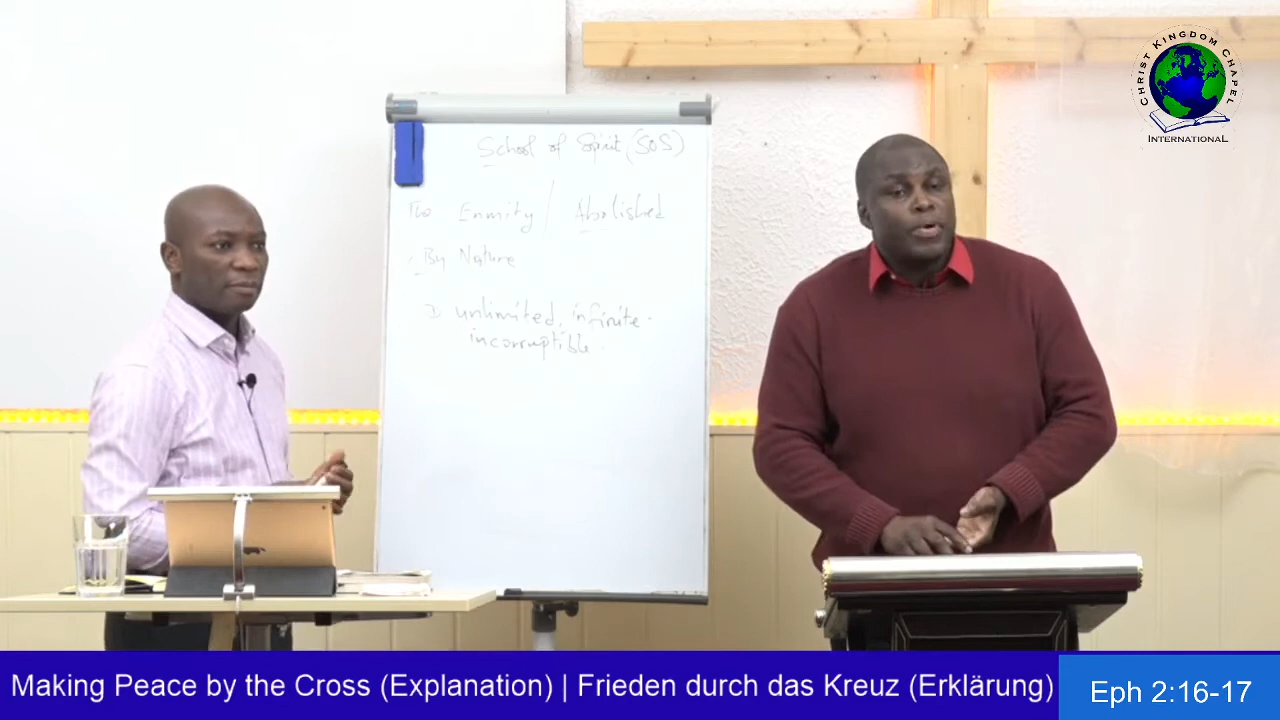 CHRIST KINGDOM CHAPEL
INTERNATIONAL
School of Spirit (SOS)
The Enmity / Abolished
By Nature
unlimited, infinite.
incorruptible.
Making Peace by the Cross (Explanation) | Frieden durch das Kreuz (Erklärung)
Eph 2:16-17